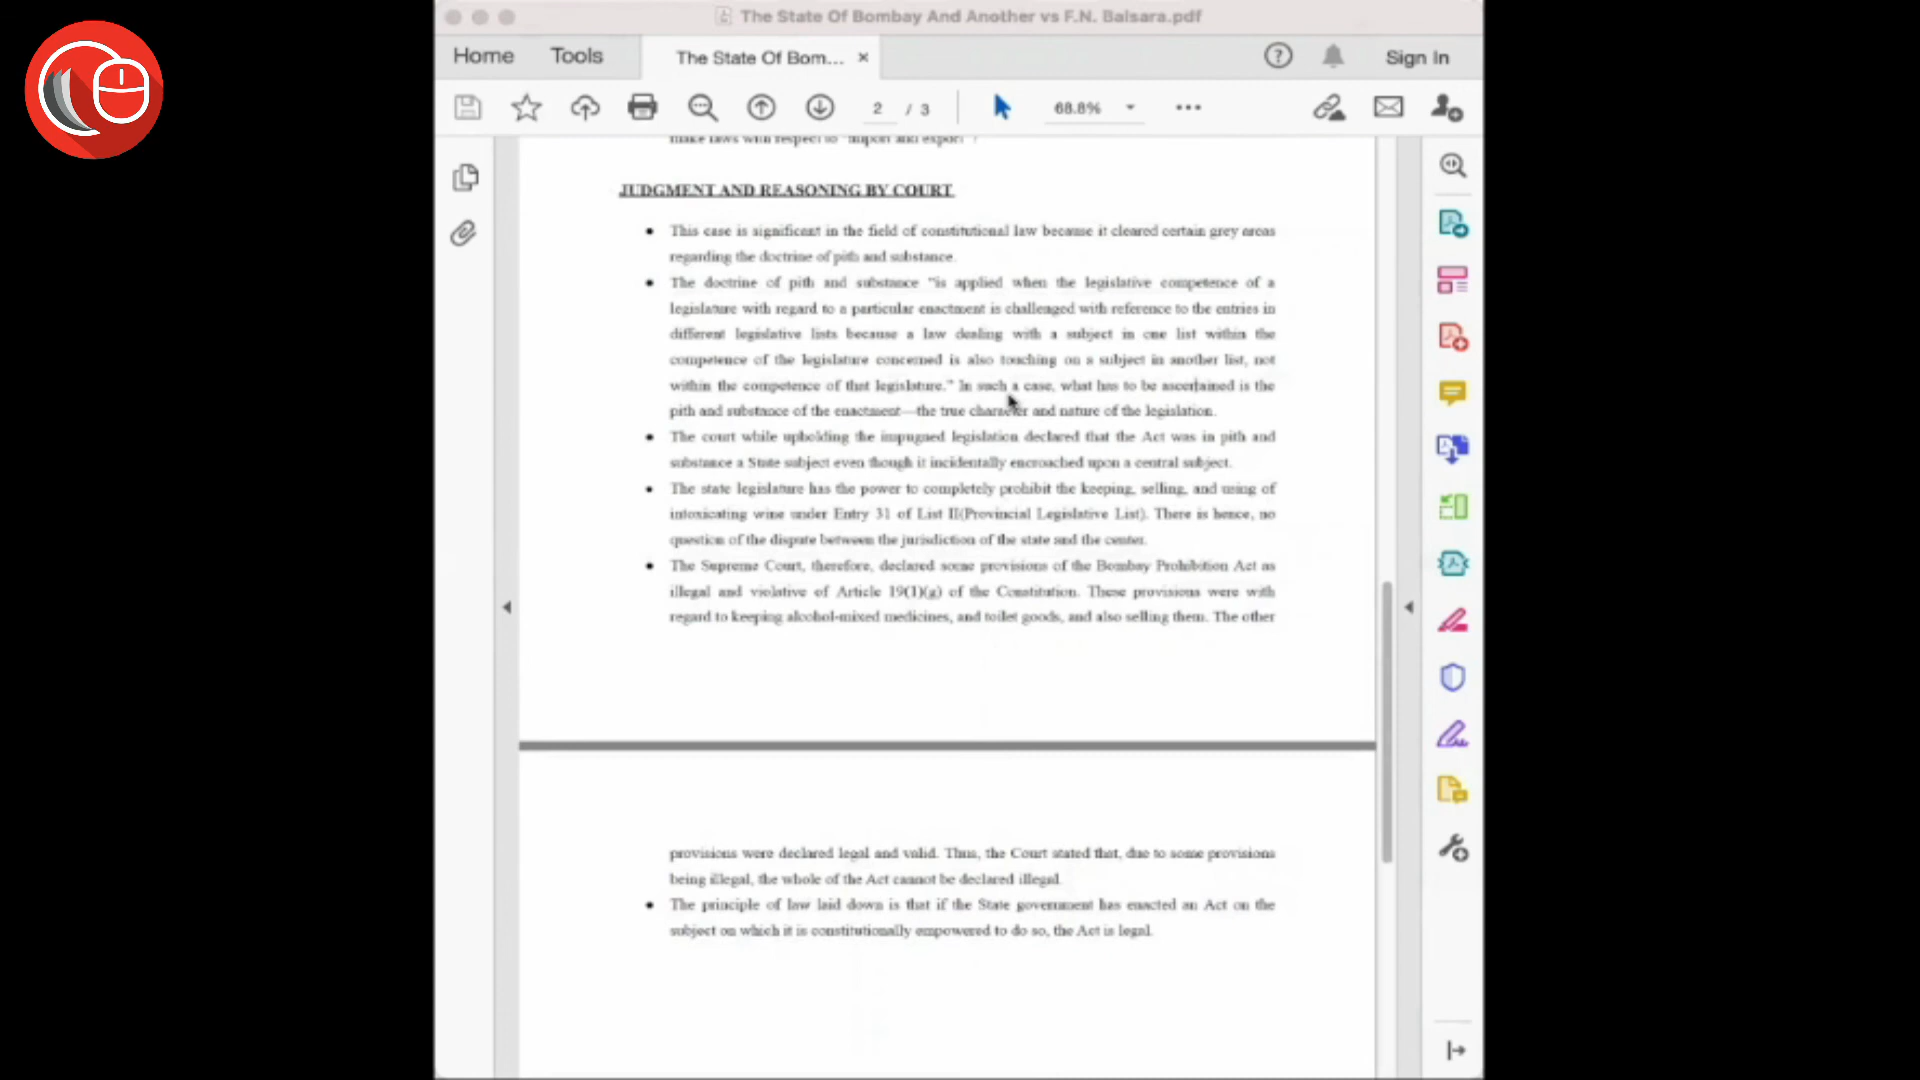 The State Of Bombay And Another vs F.N. Balsara.pdf
Home Tools The State Of Bom... × Sign In
2 / 3 68.8%
make laws with respect to "import and export"?
JUDGMENT AND REASONING BY COURT
• This case is significant in the field of constitutional law because it cleared certain grey areas
regarding the doctrine of pith and substance.
• The doctrine of pith and substance "is applied when the legislative competence of a
legislature with regard to a particular enactment is challenged with reference to the entries in
different legislative lists because a law dealing with a subject in one list within the
competence of the legislature concerned is also touching on a subject in another list, not
within the competence of that legislature." In such a case, what has to be ascertained is the
pith and substance of the enactment—the true character and nature of the legislation.
• The court while upholding the impugned legislation declared that the Act was in pith and
substance a State subject even though it incidentally encroached upon a central subject.
• The state legislature has the power to completely prohibit the keeping, selling, and using of
intoxicating wine under Entry 31 of List II(Provincial Legislative List). There is hence, no
question of the dispute between the jurisdiction of the state and the center.
• The Supreme Court, therefore, declared some provisions of the Bombay Prohibition Act as
illegal and violative of Article 19(1)(g) of the Constitution. These provisions were with
regard to keeping alcohol-mixed medicines, and toilet goods, and also selling them. The other
provisions were declared legal and valid. Thus, the Court stated that, due to some provisions
being illegal, the whole of the Act cannot be declared illegal.
• The principle of law laid down is that if the State government has enacted an Act on the
subject on which it is constitutionally empowered to do so, the Act is legal.